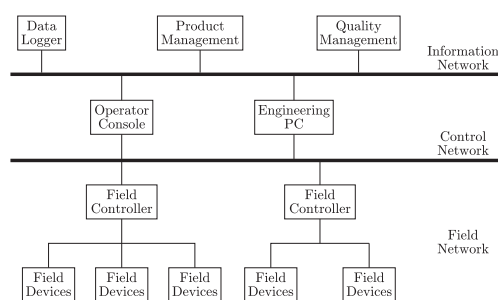 Data
Logger
Product
Management
Quality
Management
Information
Network
Operator
Console
Engineering
PC
Control
Network
Field
Controller
Field
Controller
Field
Network
Field
Devices
Field
Devices
Field
Devices
Field
Devices
Field
Devices